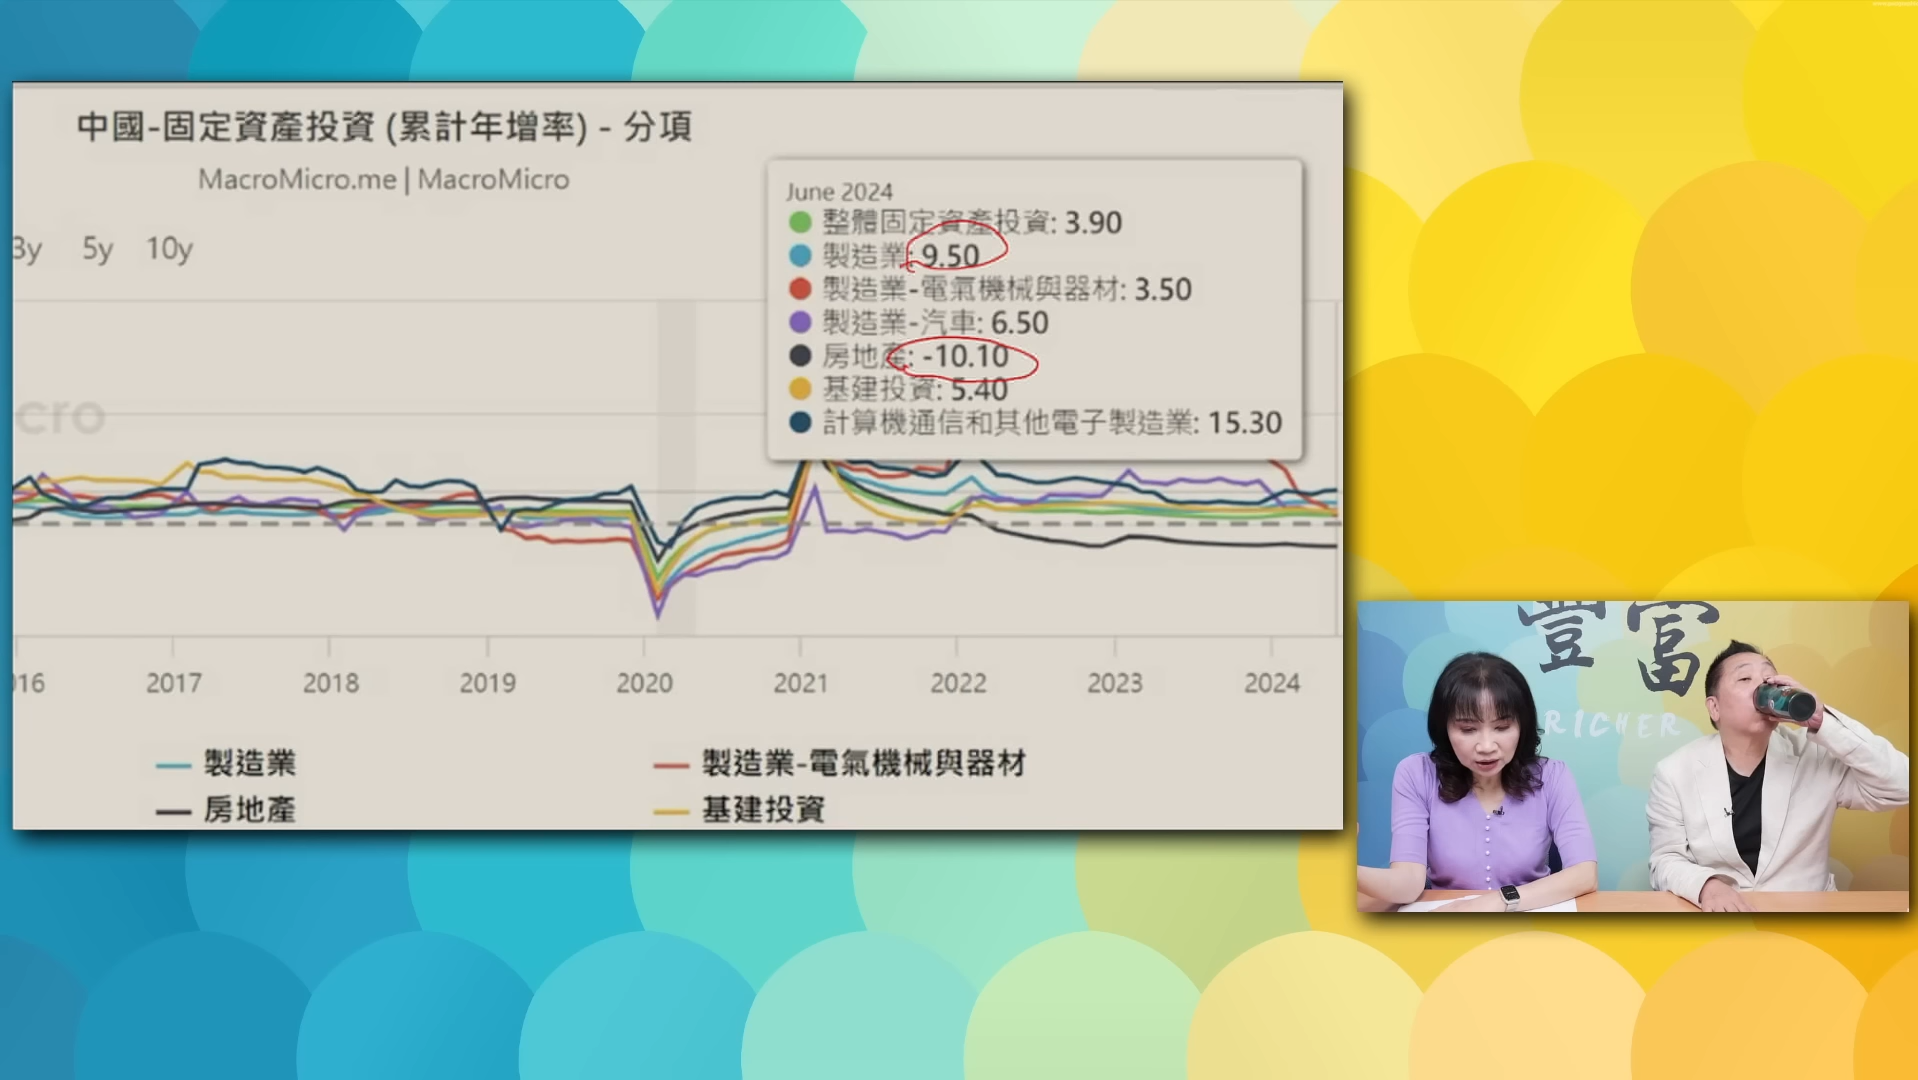 中國-固定資產投資 (累計年增率) - 分項
MacroMicro.me | MacroMicro
3y 5y 10y
June 2024
整體固定資產投資: 3.90
製造業: 9.50
製造業-電氣機械與器材: 3.50
製造業-汽車: 6.50
房地產: -10.10
基建投資: 5.40
計算機通信和其他電子製造業: 15.30
cro
016 2017 2018 2019 2020 2021 2022 2023 2024
製造業 製造業-電氣機械與器材
房地產 基建投資
豐富
RICHER